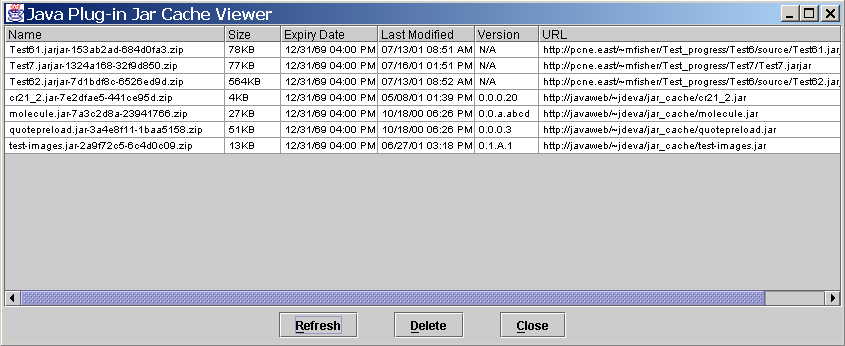 Java Plug-in Jar Cache Viewer
Name Size Expiry Date Last Modified Version URL
Test61.jarjar-153ab2ad-684d0fa3.zip 78KB 12/31/69 04:00 PM 07/13/01 08:51 AM N/A http://pcne.east/~mfisher/Test_progress/Test6/source/Test61.jar
Test7.jarjar-1324a168-32f9d850.zip 77KB 12/31/69 04:00 PM 07/16/01 01:51 PM N/A http://pcne.east/~mfisher/Test_progress/Test7/Test7.jarjar
Test62.jarjar-7d1bdf8c-6526ed9d.zip 564KB 12/31/69 04:00 PM 07/13/01 08:52 AM N/A http://pcne.east/~mfisher/Test_progress/Test6/source/Test62.jar
cr21_2.jar-7e2dfae5-441ce95d.zip 4KB 12/31/69 04:00 PM 05/08/01 01:39 PM 0.0.0.20 http://javaweb/~jdeva/jar_cache/cr21_2.jar
molecule.jar-7a3c2d8a-23941766.zip 27KB 12/31/69 04:00 PM 10/18/00 06:26 PM 0.0.a.abcd http://javaweb/~jdeva/jar_cache/molecule.jar
quotepreload.jar-3a4e8f11-1baa5158.zip 51KB 12/31/69 04:00 PM 10/18/00 06:26 PM 0.0.0.3 http://javaweb/~jdeva/jar_cache/quotepreload.jar
test-images.jar-2a9f72c5-6c4d0c09.zip 13KB 12/31/69 04:00 PM 06/27/01 03:18 PM 0.1.A.1 http://javaweb/~jdeva/jar_cache/test-images.jar
Refresh Delete Close